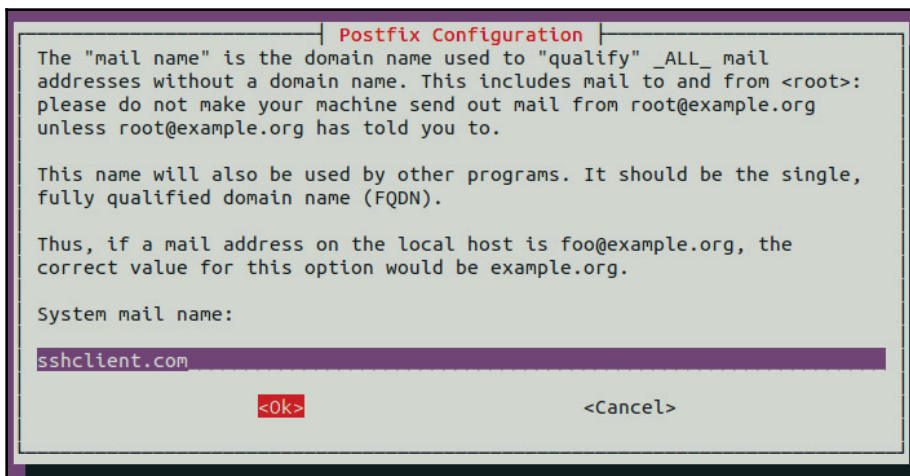 Postfix Configuration
The "mail name" is the domain name used to "qualify" _ALL_ mail
addresses without a domain name. This includes mail to and from <root>:
please do not make your machine send out mail from root@example.org
unless root@example.org has told you to.
This name will also be used by other programs. It should be the single,
fully qualified domain name (FQDN).
Thus, if a mail address on the local host is foo@example.org, the
correct value for this option would be example.org.
System mail name:
sshclient.com
<Ok> <Cancel>